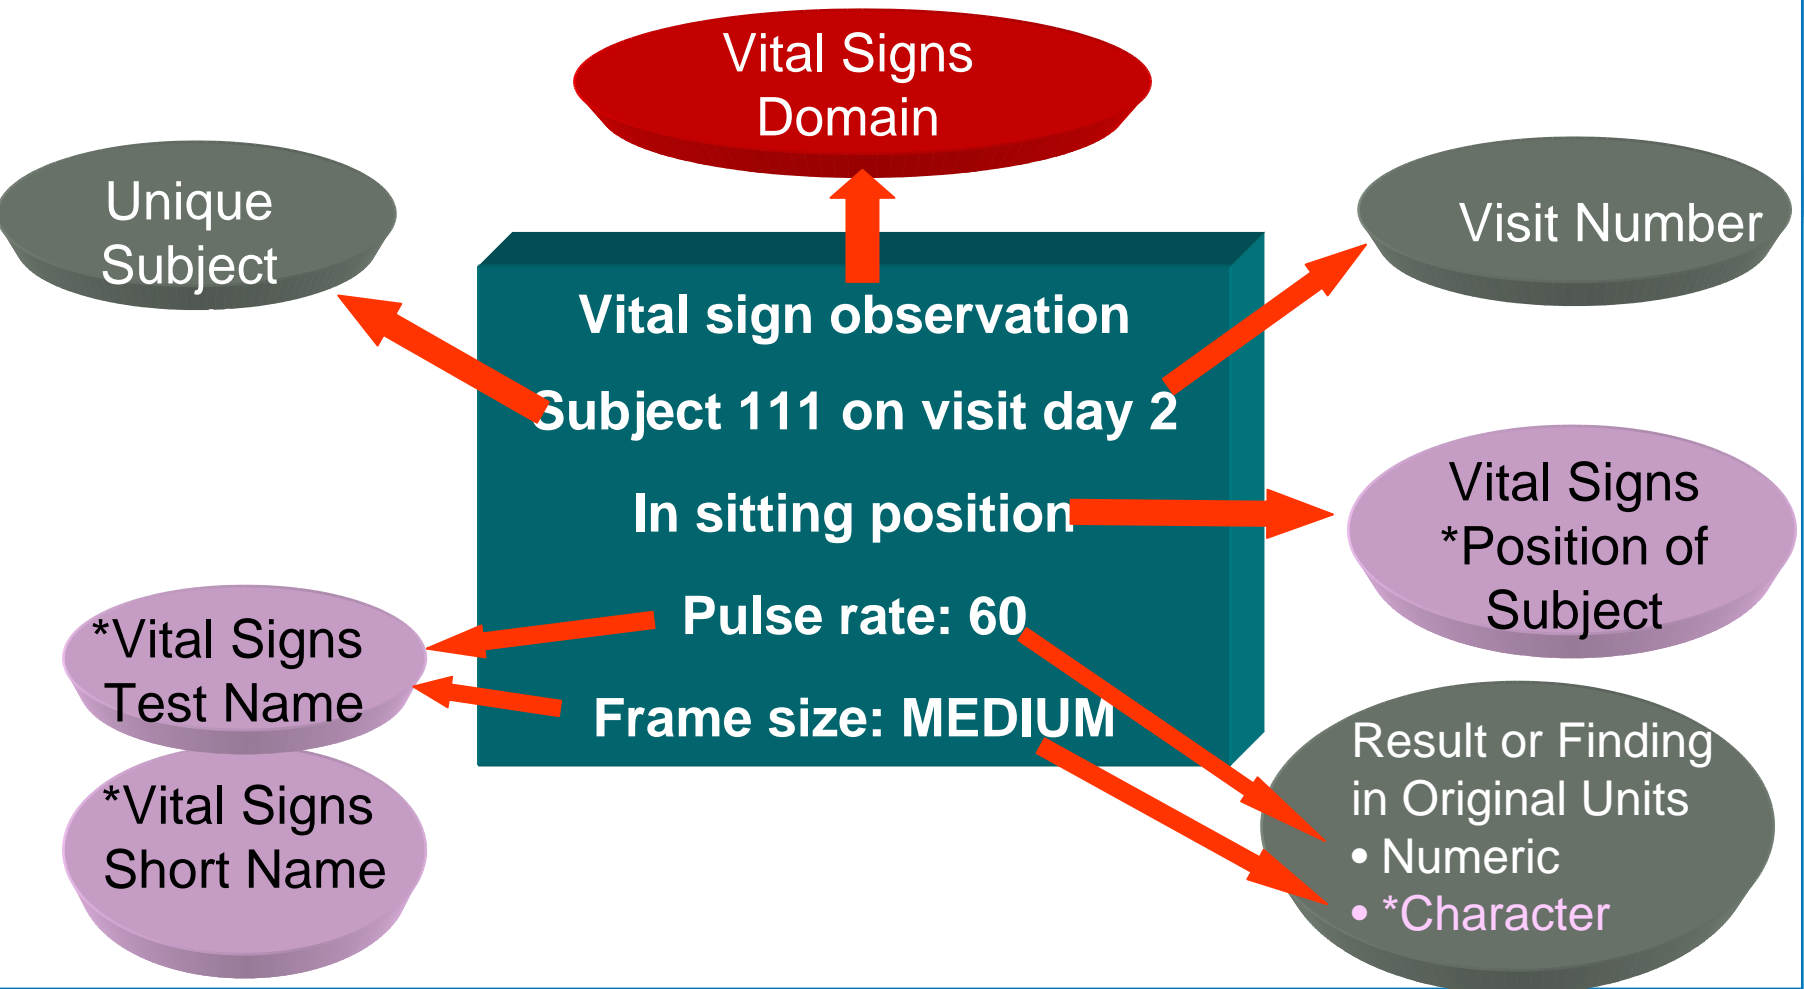 Vital Signs
Domain
Unique
Subject
Visit Number
Vital sign observation
Subject 111 on visit day 2
In sitting position
Pulse rate: 60
Frame size: MEDIUM
Vital Signs
*Position of
Subject
*Vital Signs
Test Name
*Vital Signs
Short Name
Result or Finding
in Original Units
• Numeric
• *Character